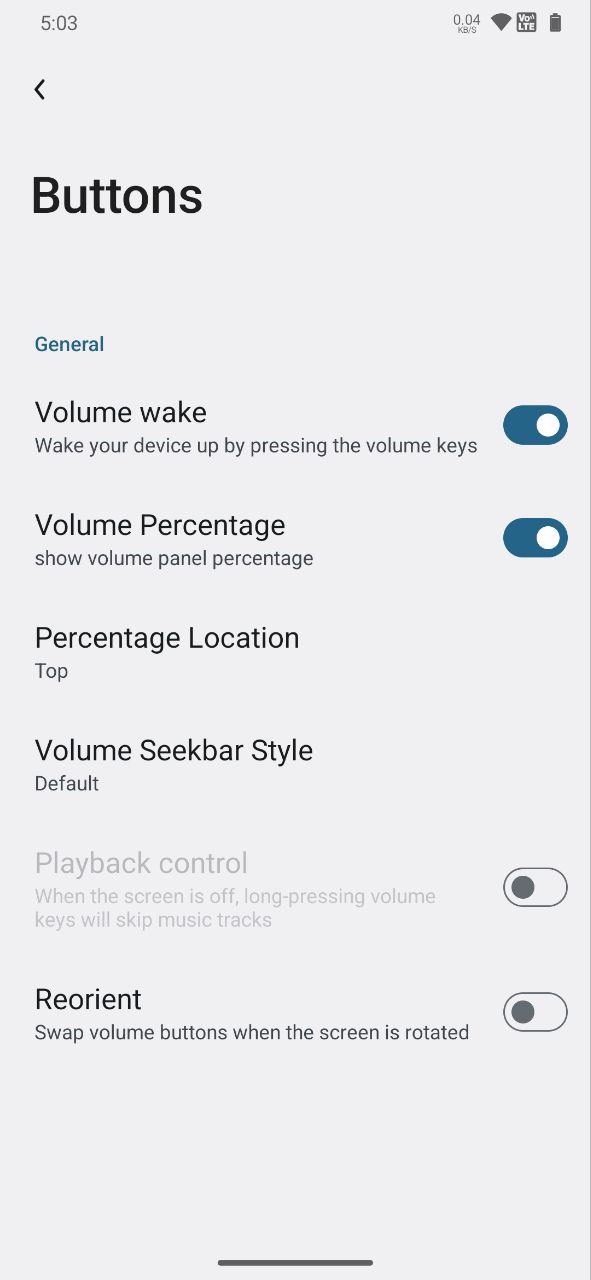 5:03
0.04
KB/S
Vo))
LTE
Buttons
General
Volume wake
Wake your device up by pressing the volume keys
Volume Percentage
show volume panel percentage
Percentage Location
Top
Volume Seekbar Style
Default
Playback control
When the screen is off, long-pressing volume
keys will skip music tracks
Reorient
Swap volume buttons when the screen is rotated